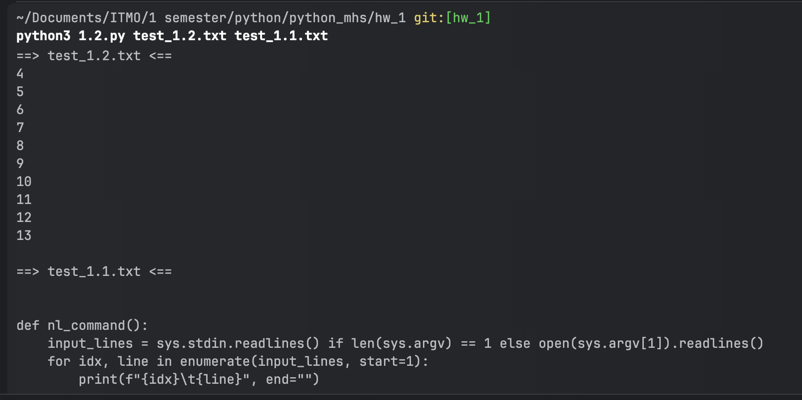 ~/Documents/ITMO/1 semester/python/python_mhs/hw_1 git:[hw_1]
python3 1.2.py test_1.2.txt test_1.1.txt
==> test_1.2.txt <==
4
5
6
7
8
9
10
11
12
13
==> test_1.1.txt <==
def nl_command():
    input_lines = sys.stdin.readlines() if len(sys.argv) == 1 else open(sys.argv[1]).readlines()
    for idx, line in enumerate(input_lines, start=1):
        print(f"{idx}\t{line}", end="")